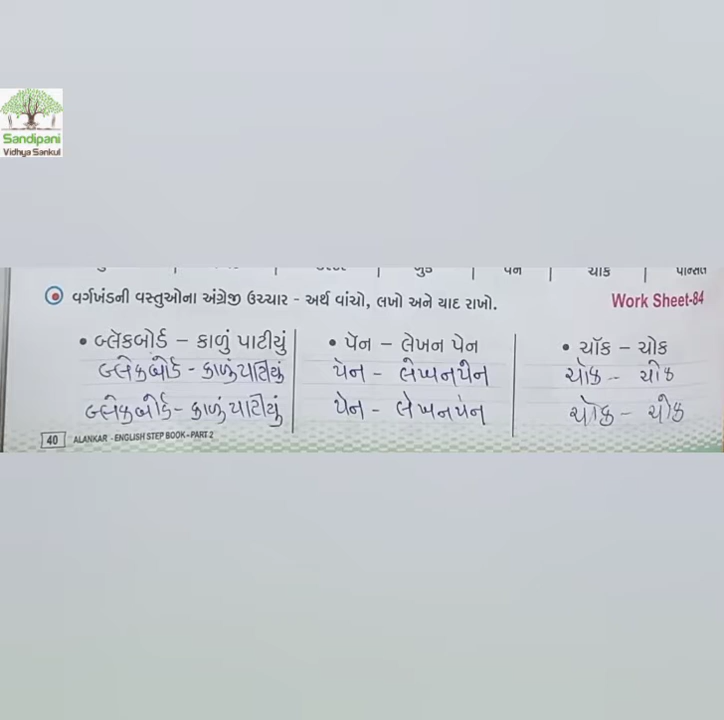 Sandipani
Vidhya Sankul
વર્ગખંડની વસ્તુઓના અંગ્રેજી ઉચ્ચાર - અર્થ વાંચો, લખો અને યાદ રાખો.
Work Sheet-84
• બ્લૅકબોર્ડ – કાળું પાટીયું
• પૅન – લેખન પેન
• ચૉક – ચોક
બ્લેકબોર્ડ - કાળું પાટીયું
પૅન - લેખનપેન
ચૉક - ચોક
બ્લેકબોર્ડ - કાળું પાટીયું
પૅન - લેખનપેન
ચૉક - ચોક
40 ALANKAR - ENGLISH STEP BOOK - PART 2